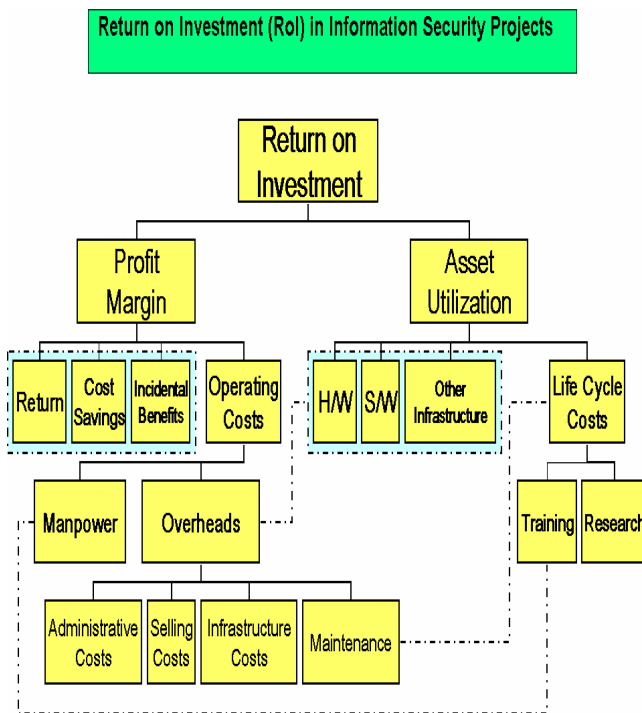 Return on Investment (RoI) in Information Security Projects
Return on
Investment
Profit
Margin
Asset
Utilization
Return
Cost
Savings
Incidental
Benefits
Operating
Costs
H/W
S/W
Other
Infrastructure
Life Cycle
Costs
Manpower
Overheads
Training
Research
Administrative
Costs
Selling
Costs
Infrastructure
Costs
Maintenance